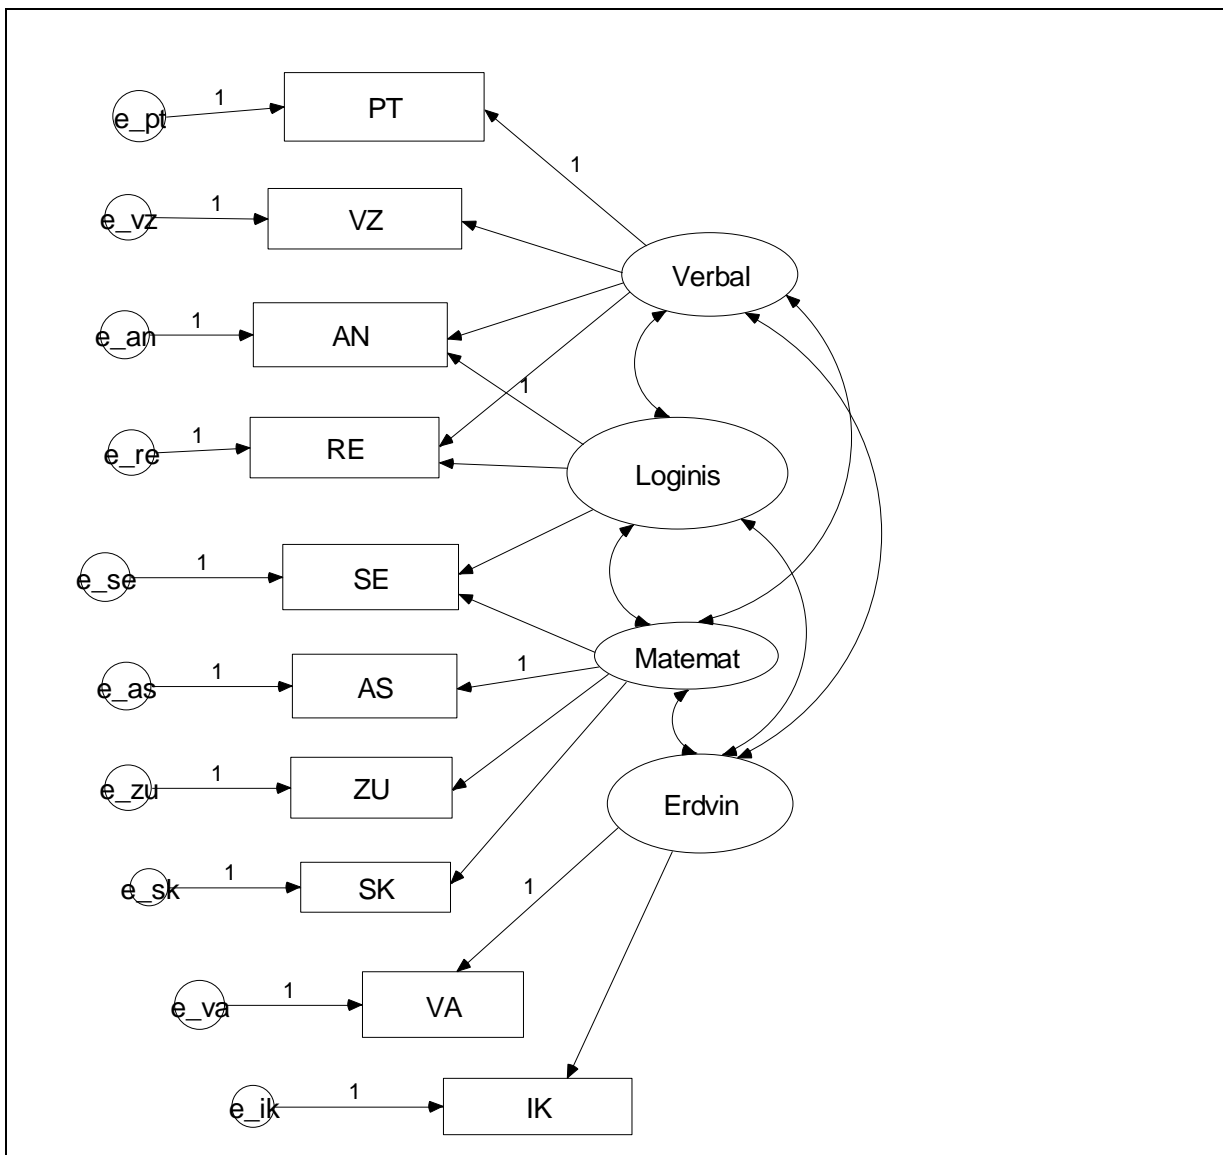 e_pt 1 PT
1
e_vz 1 VZ
Verbal
e_an 1 AN
1
e_re 1 RE
Loginis
e_se 1 SE
Matemat
e_as 1 AS 1
e_zu 1 ZU
Erdvin
e_sk 1 SK
1
e_va 1 VA
e_ik 1 IK